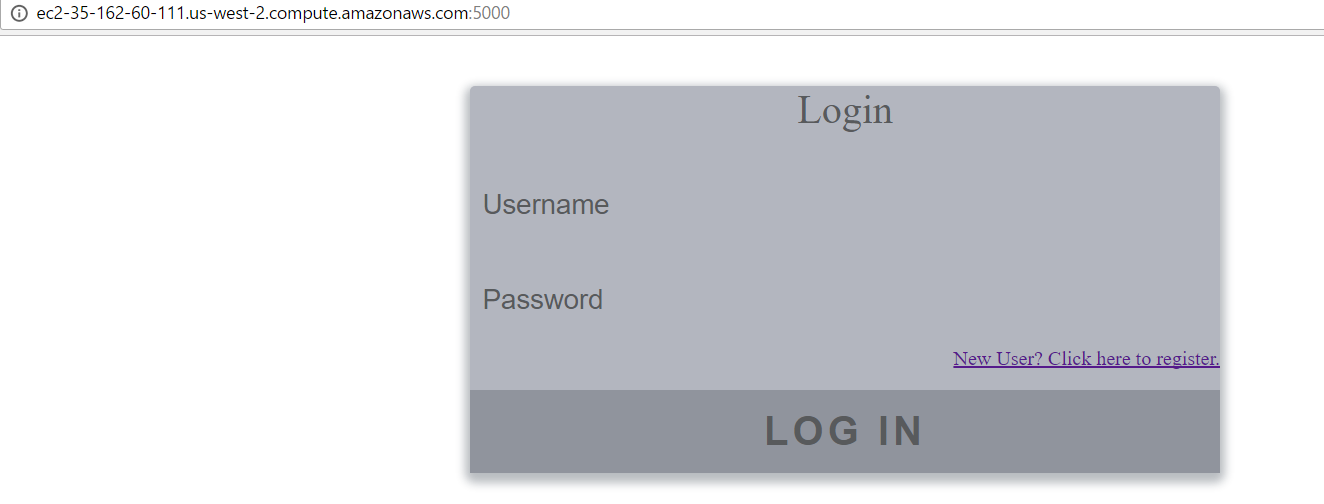 ec2-35-162-60-111.us-west-2.compute.amazonaws.com:5000
Login
Username
Password
New User? Click here to register.
LOG IN